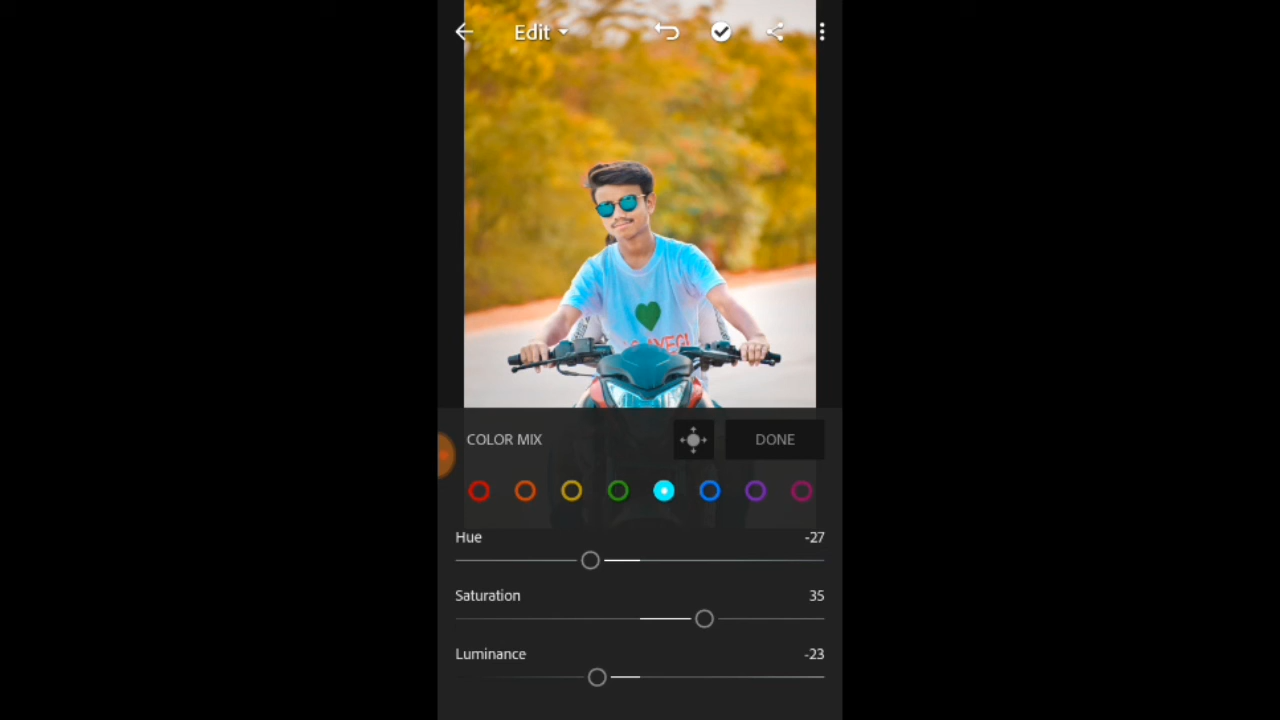 Edit
COLOR MIX
DONE
Hue
-27
Saturation
35
Luminance
-23